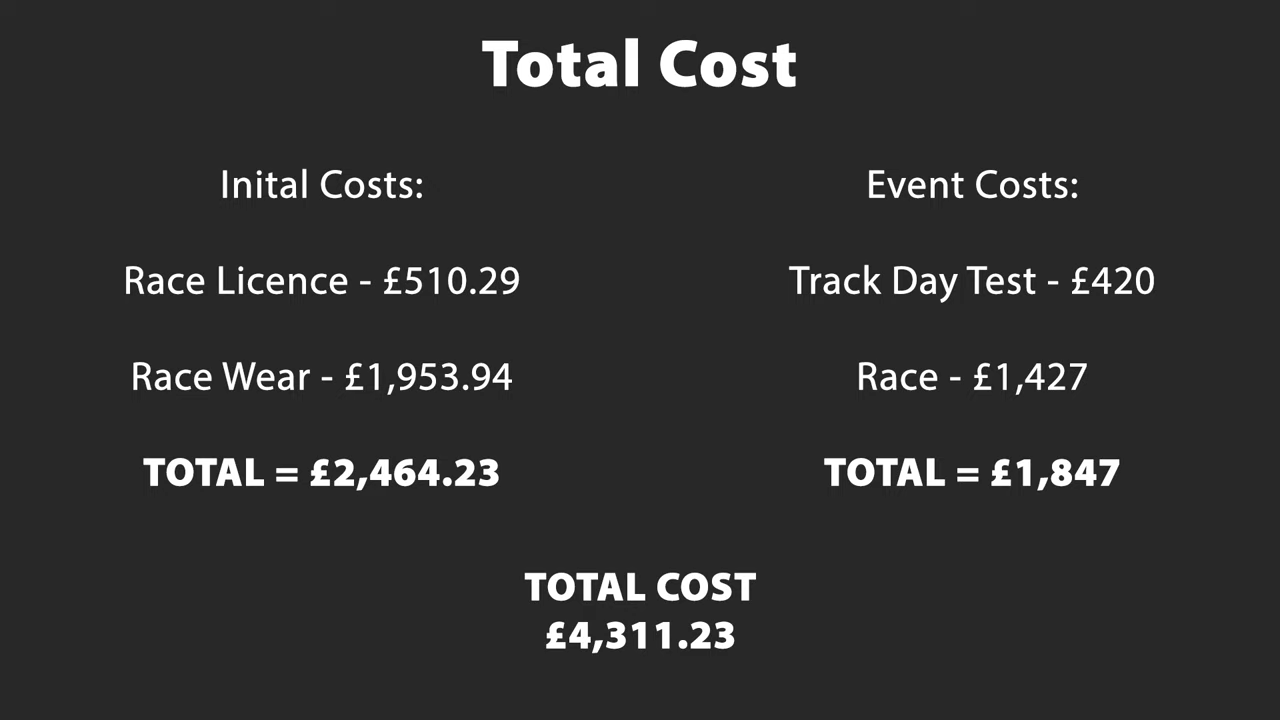 Total Cost
Inital Costs:
Race Licence - £510.29
Race Wear - £1,953.94
TOTAL = £2,464.23
Event Costs:
Track Day Test - £420
Race - £1,427
TOTAL = £1,847
TOTAL COST
£4,311.23